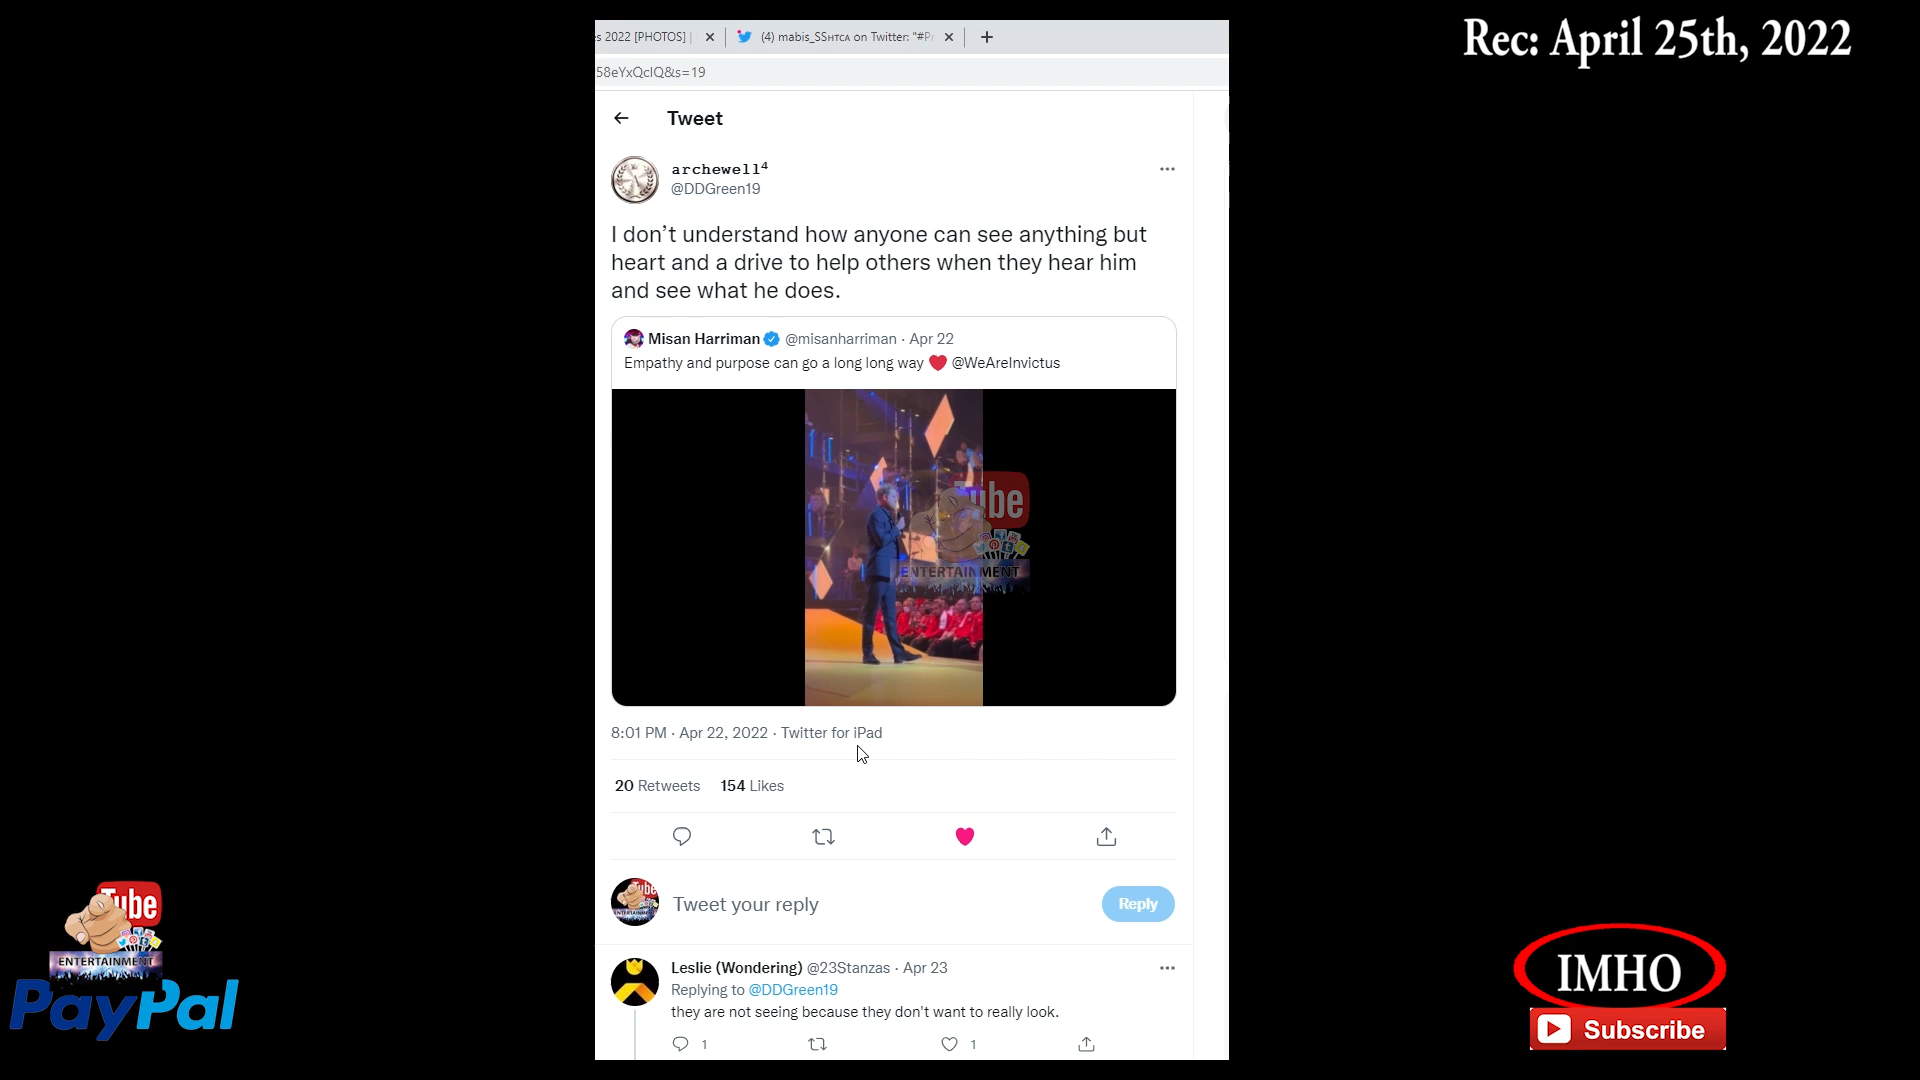 Rec: April 25th, 2022
s 2022 [PHOTOS] |
(4) mabis_SSHTCA on Twitter: "#Pr
58eYxQclQ&s=19
Tweet
archewell⁴
@DDGreen19
I don’t understand how anyone can see anything but
heart and a drive to help others when they hear him
and see what he does.
Misan Harriman @misanharriman · Apr 22
Empathy and purpose can go a long long way ❤️ @WeAreInvictus
Tube
ENTERTAINMENT
8:01 PM · Apr 22, 2022 · Twitter for iPad
20 Retweets 154 Likes
Tweet your reply
Reply
Leslie (Wondering) @23Stanzas · Apr 23
Replying to @DDGreen19
they are not seeing because they don't want to really look.
1 1
Tube
ENTERTAINMENT
PayPal
IMHO
Subscribe